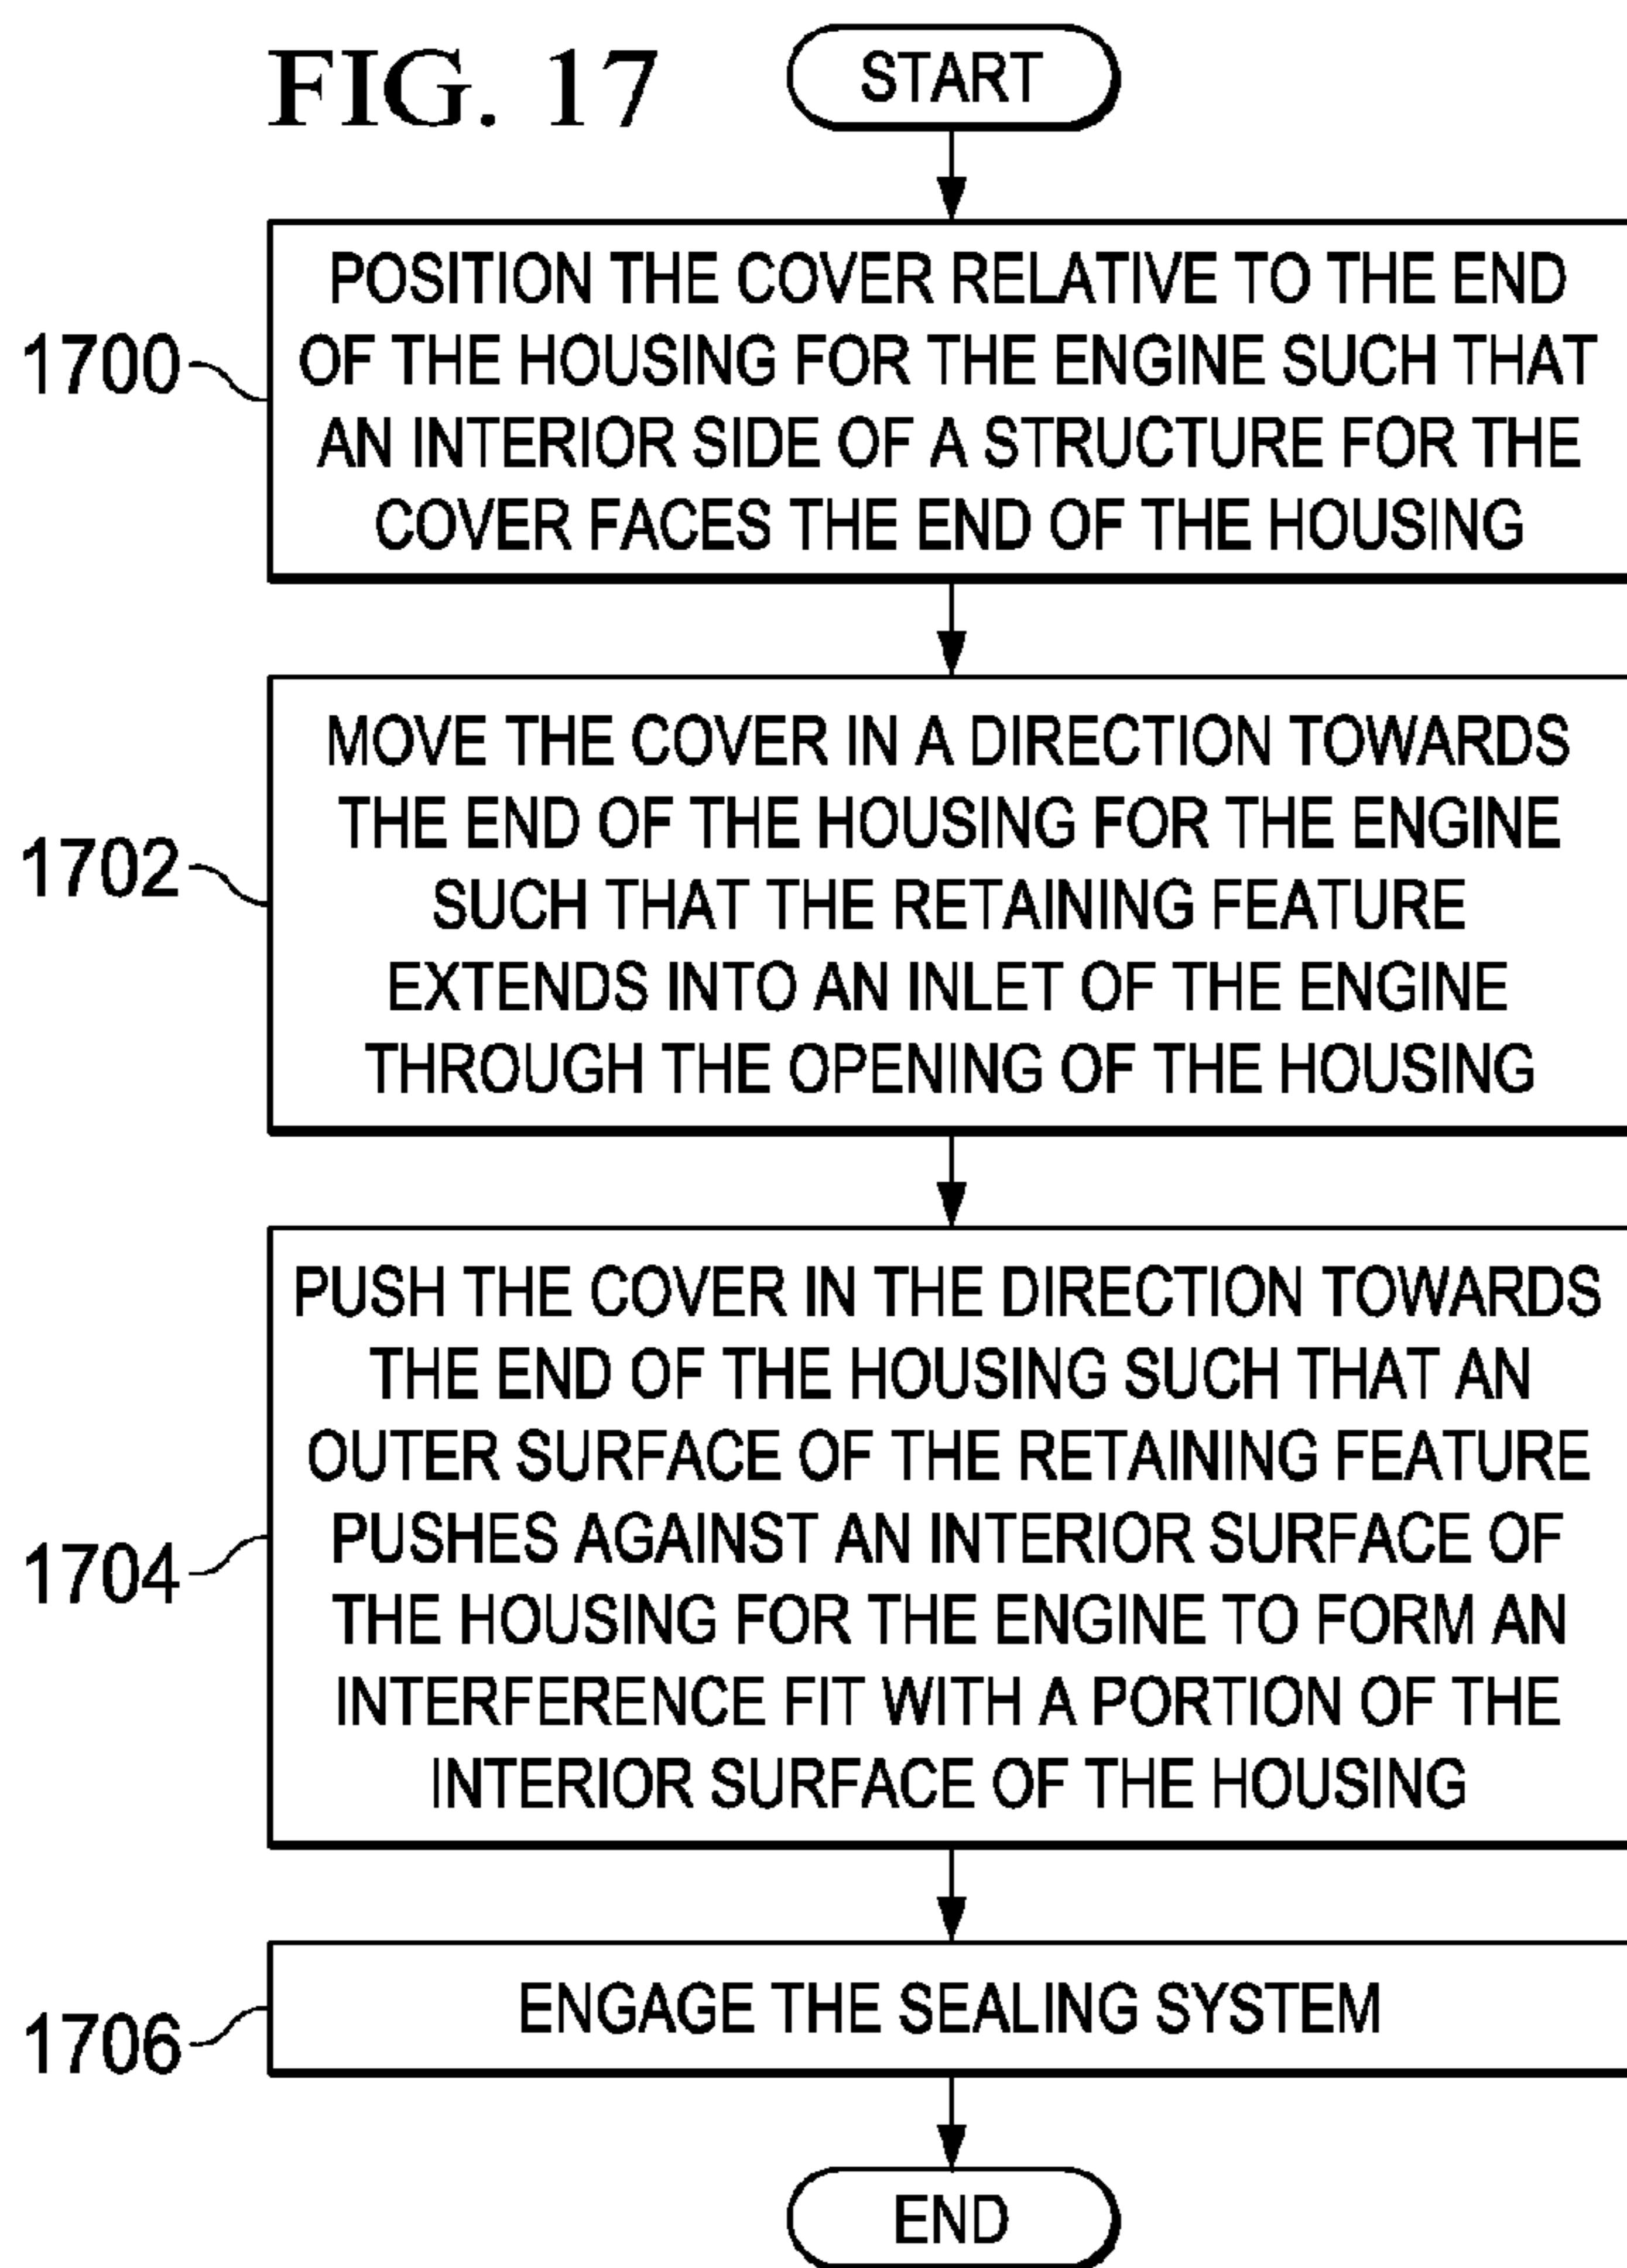 FIG. 17
START
1700
POSITION THE COVER RELATIVE TO THE END
OF THE HOUSING FOR THE ENGINE SUCH THAT
AN INTERIOR SIDE OF A STRUCTURE FOR THE
COVER FACES THE END OF THE HOUSING
1702
MOVE THE COVER IN A DIRECTION TOWARDS
THE END OF THE HOUSING FOR THE ENGINE
SUCH THAT THE RETAINING FEATURE
EXTENDS INTO AN INLET OF THE ENGINE
THROUGH THE OPENING OF THE HOUSING
1704
PUSH THE COVER IN THE DIRECTION TOWARDS
THE END OF THE HOUSING SUCH THAT AN
OUTER SURFACE OF THE RETAINING FEATURE
PUSHES AGAINST AN INTERIOR SURFACE OF
THE HOUSING FOR THE ENGINE TO FORM AN
INTERFERENCE FIT WITH A PORTION OF THE
INTERIOR SURFACE OF THE HOUSING
1706
ENGAGE THE SEALING SYSTEM
END